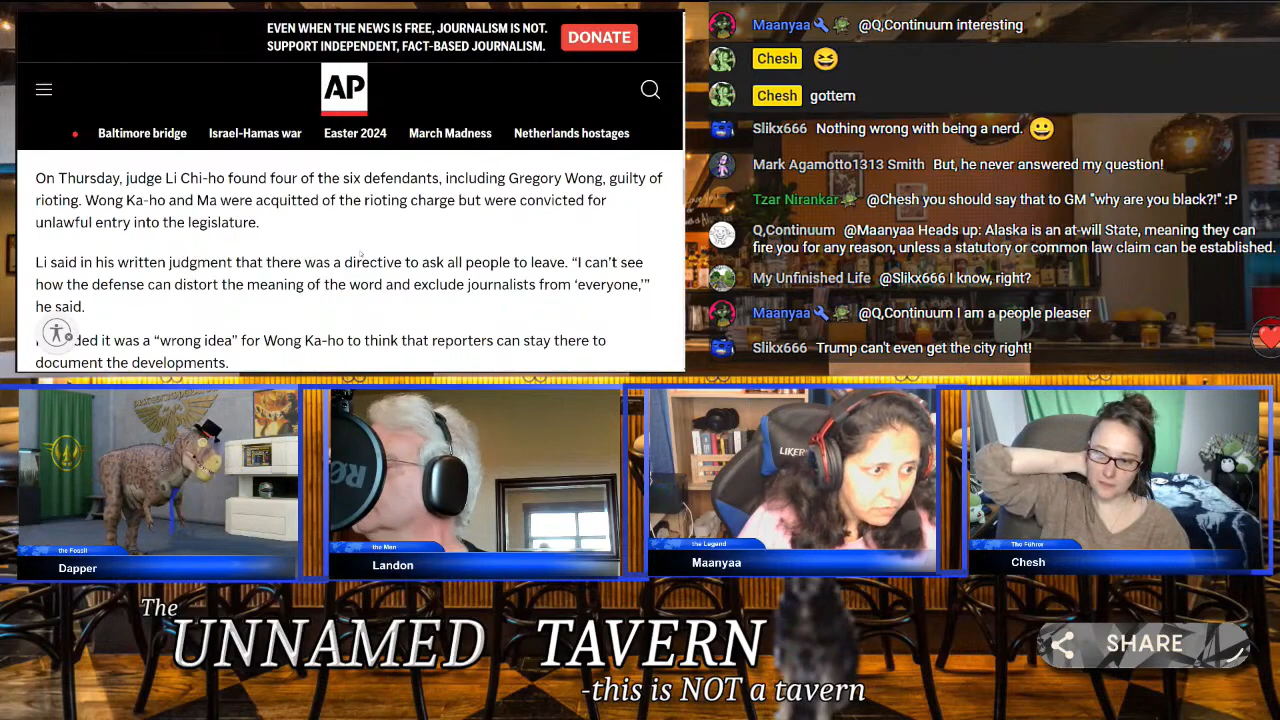 EVEN WHEN THE NEWS IS FREE, JOURNALISM IS NOT.
SUPPORT INDEPENDENT, FACT-BASED JOURNALISM.
DONATE
AP
Baltimore bridge
Israel-Hamas war
Easter 2024
March Madness
Netherlands hostages
On Thursday, judge Li Chi-ho found four of the six defendants, including Gregory Wong, guilty of
rioting. Wong Ka-ho and Ma were acquitted of the rioting charge but were convicted for
unlawful entry into the legislature.
Li said in his written judgment that there was a directive to ask all people to leave. “I can’t see
how the defense can distort the meaning of the word and exclude journalists from ‘everyone,’”
he said.
ded it was a “wrong idea” for Wong Ka-ho to think that reporters can stay there to
document the developments.
Maanyaa @Q,Continuum interesting
Chesh
Chesh gottem
Slikx666 Nothing wrong with being a nerd.
Mark Agamotto1313 Smith But, he never answered my question!
Tzar Nirankar @Chesh you should say that to GM "why are you black?!" :P
Q,Continuum @Maanyaa Heads up: Alaska is an at-will State, meaning they can
fire you for any reason, unless a statutory or common law claim can be established.
My Unfinished Life @Slikx666 I know, right?
Maanyaa @Q,Continuum I am a people pleaser
Slikx666 Trump can't even get the city right!
the Fossil
Dapper
RØ
the Man
Landon
LIKER
the Legend
Maanyaa
The Führer
Chesh
The
UNNAMED TAVERN
-this is NOT a tavern
SHARE